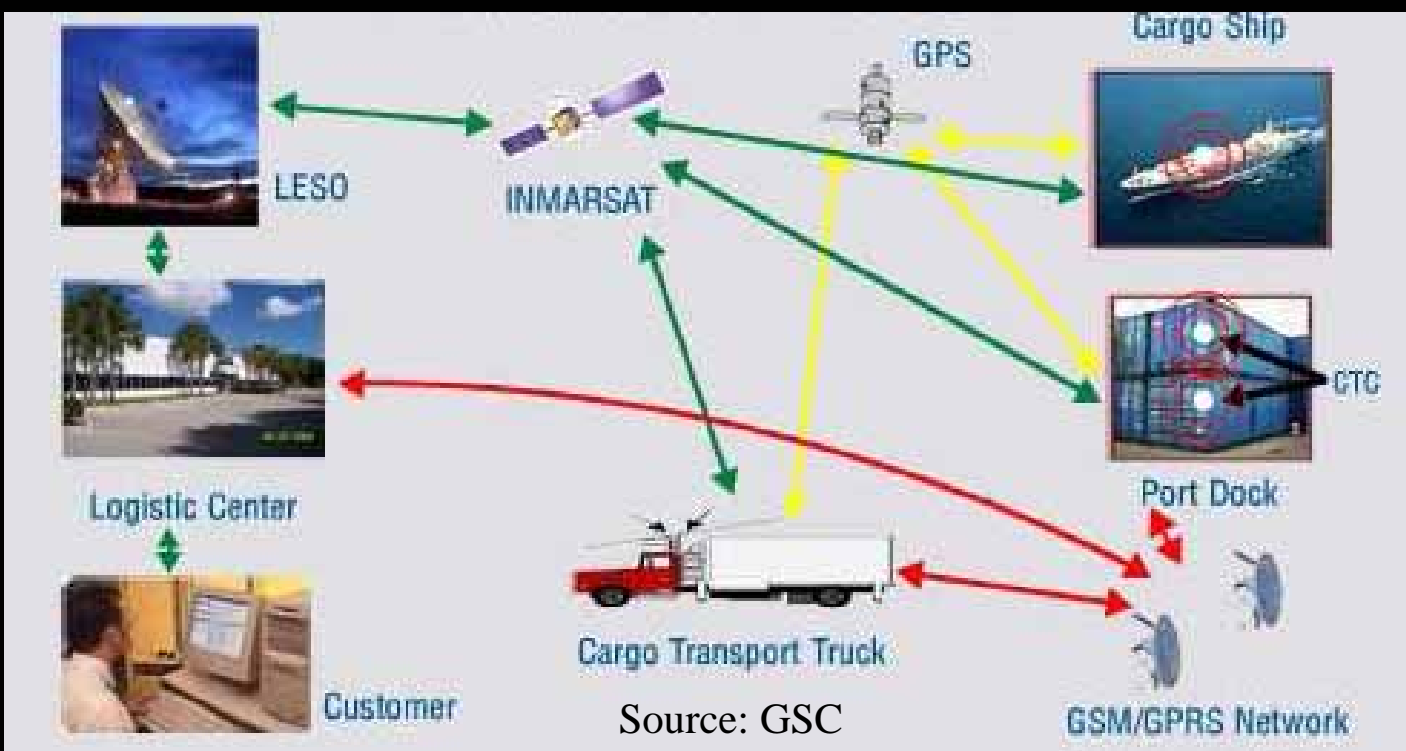 Cargo Ship
GPS
LESO
INMARSAT
CTC
Logistic Center
Port Dock
Cargo Transport Truck
Customer
Source: GSC
GSM/GPRS Network